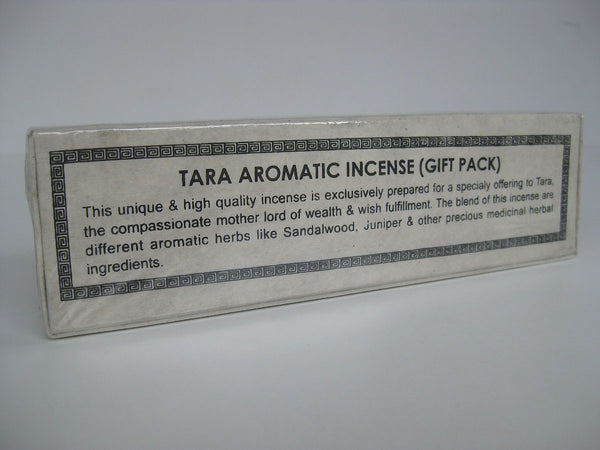 TARA AROMATIC INCENSE (GIFT PACK)
This unique & high quality incense is exclusively prepared for a specialy offering to Tara,
the compassionate mother lord of wealth & wish fulfillment. The blend of this incense are
different aromatic herbs like Sandalwood, Juniper & other precious medicinal herbal
ingredients.